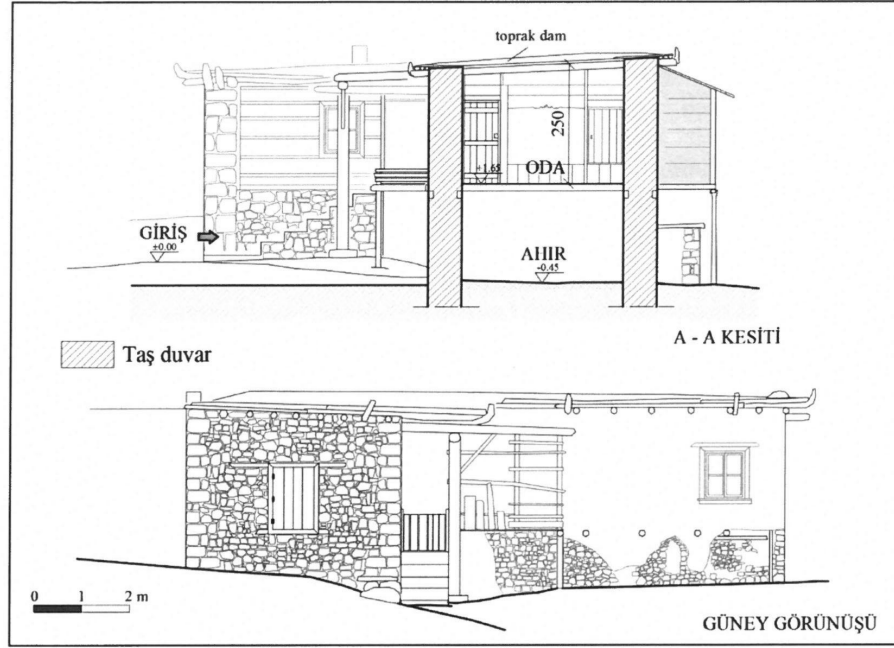 toprak dam
250
ODA
+1.65
GİRİŞ
±0.00
AHIR
-0.45
A - A KESİTİ
Taş duvar
0 1 2 m
GÜNEY GÖRÜNÜŞÜ